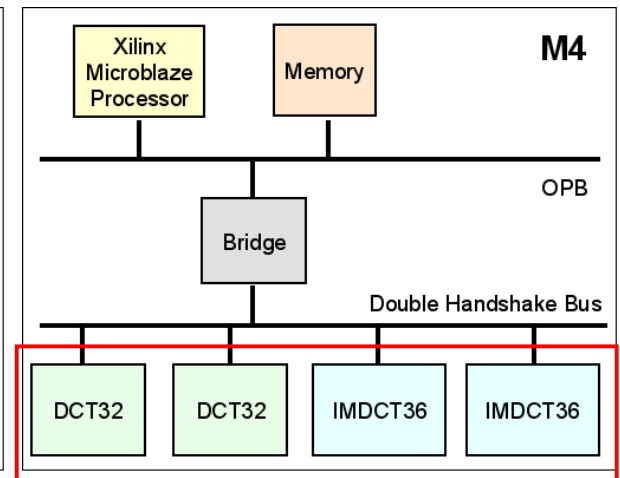 M4
Xilinx
Microblaze
Processor
Memory
OPB
Bridge
Double Handshake Bus
DCT32
DCT32
IMDCT36
IMDCT36